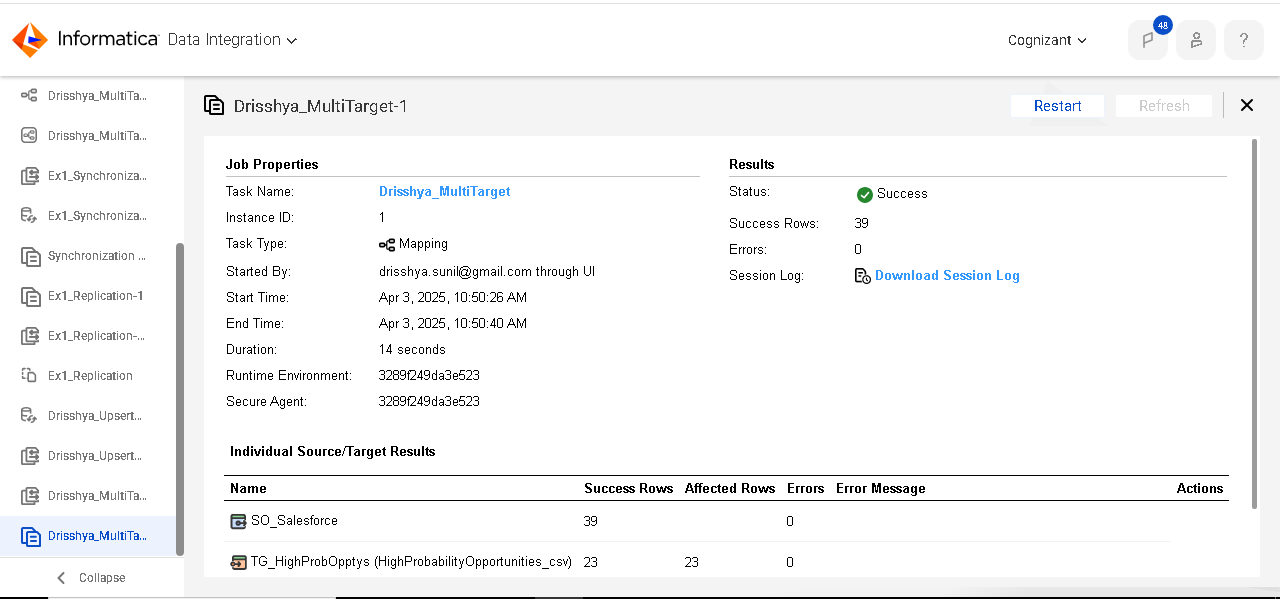 Informatica Data Integration
Cognizant
48
?
Drisshya_MultiTa...
Drisshya_MultiTa...
Ex1_Synchroniza...
Ex1_Synchroniza...
Synchronization ...
Ex1_Replication-1
Ex1_Replication-...
Ex1_Replication
Drisshya_Upsert...
Drisshya_Upsert...
Drisshya_MultiTa...
Drisshya_MultiTa...
Collapse
Drisshya_MultiTarget-1
Restart
Refresh
Job Properties
Task Name: Drisshya_MultiTarget
Instance ID: 1
Task Type: Mapping
Started By: drisshya.sunil@gmail.com through UI
Start Time: Apr 3, 2025, 10:50:26 AM
End Time: Apr 3, 2025, 10:50:40 AM
Duration: 14 seconds
Runtime Environment: 3289f249da3e523
Secure Agent: 3289f249da3e523
Results
Status: Success
Success Rows: 39
Errors: 0
Session Log: Download Session Log
Individual Source/Target Results
Name Success Rows Affected Rows Errors Error Message Actions
SO_Salesforce 39 0
TG_HighProbOpptys (HighProbabilityOpportunities_csv) 23 23 0